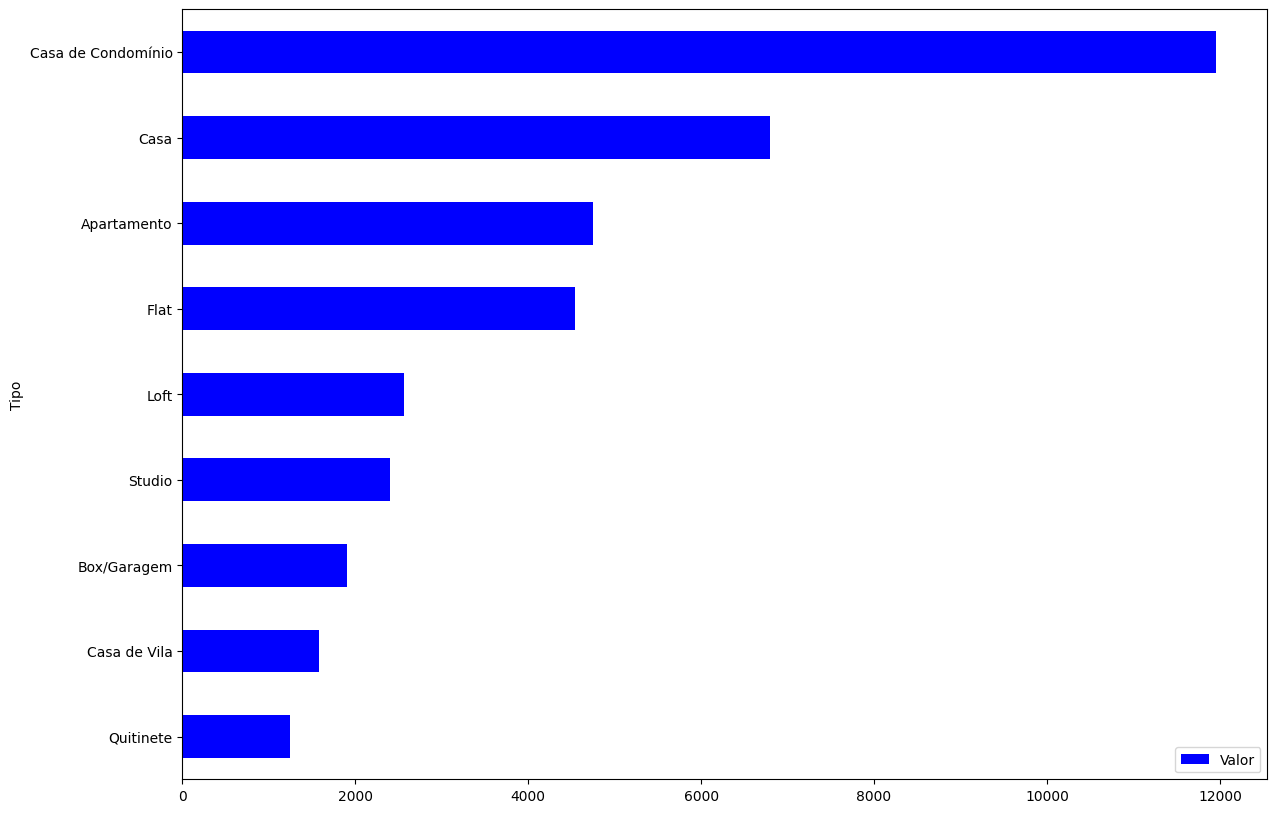 Casa de Condomínio
Casa
Apartamento
Flat
Loft
Studio
Box/Garagem
Casa de Vila
Quitinete
Tipo
0 2000 4000 6000 8000 10000 12000
Valor